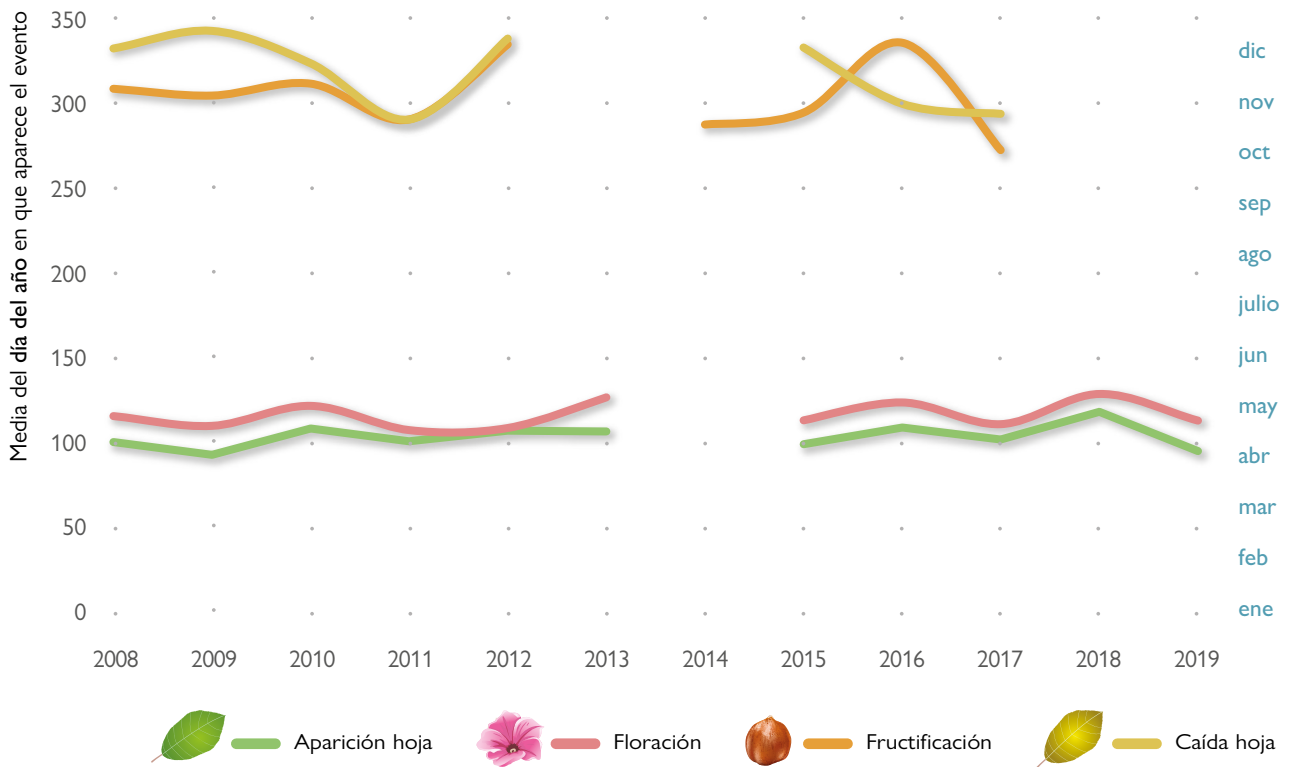 Media del día del año en que aparece el evento
350
300
250
200
150
100
50
0
dic
nov
oct
sep
ago
julio
jun
may
abr
mar
feb
ene
2008 2009 2010 2011 2012 2013 2014 2015 2016 2017 2018 2019
Aparición hoja Floración Fructificación Caída hoja